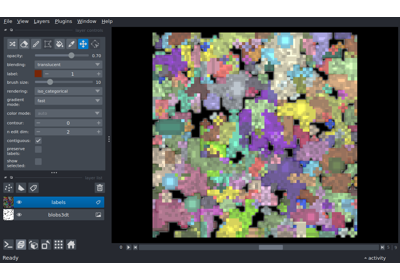 File View Layers Plugins Window Help
opacity: 0.70
blending: translucent
label: 1
brush size: 10
rendering: iso_categorical
gradient
mode: fast
color mode:
contour: 0
n edit dim: 2
contiguous:
preserve
labels:
show
selected:
labels
blobs3dt
Ready
activity